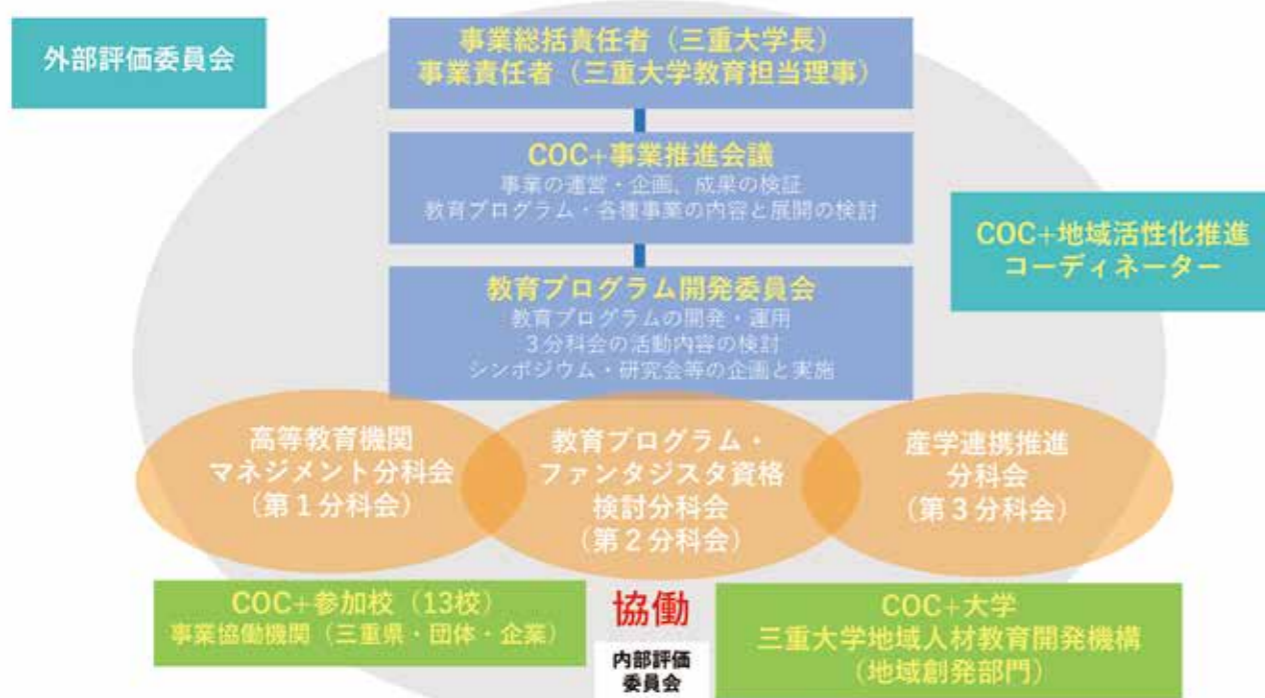 外部評価委員会
事業総括責任者（三重大学長）
事業責任者（三重大学教育担当理事）
COC+事業推進会議
事業の運営・企画、成果の検証
教育プログラム・各種事業の内容と展開の検討
COC+地域活性化推進
コーディネーター
教育プログラム開発委員会
教育プログラムの開発・運用
3分科会の活動内容の検討
シンポジウム・研究会等の企画と実施
高等教育機関
マネジメント分科会
（第1分科会）
教育プログラム・
ファンタジスタ資格
検討分科会
（第2分科会）
産学連携推進
分科会
（第3分科会）
COC+参加校（13校）
事業協働機関（三重県・団体・企業）
協働
内部評価
委員会
COC+大学
三重大学地域人材教育開発機構
（地域創発部門）